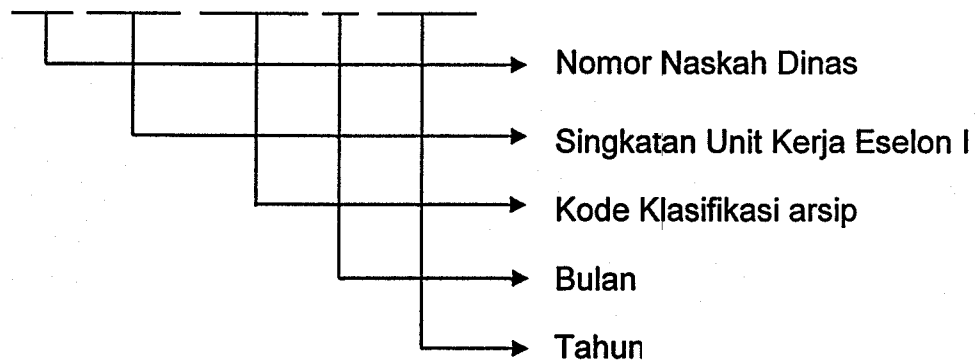 Nomor Naskah Dinas
Singkatan Unit Kerja Eselon I
Kode Klasifikasi arsip
Bulan
Tahun